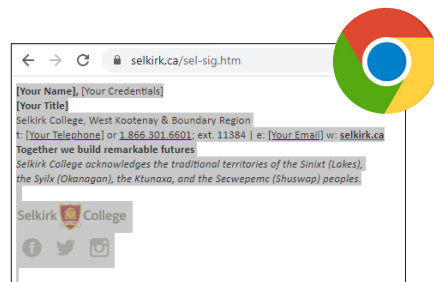 selkirk.ca/sel-sig.htm
[Your Name], [Your Credentials]
[Your Title]
Selkirk College, West Kootenay & Boundary Region
t: [Your Telephone] or 1.866.301.6601; ext. 11384 | e: [Your Email] w: selkirk.ca
Together we build remarkable futures
Selkirk College acknowledges the traditional territories of the Sinixt (Lakes),
the Syilx (Okanagan), the Ktunaxa, and the Secwepemc (Shuswap) peoples.
Selkirk College